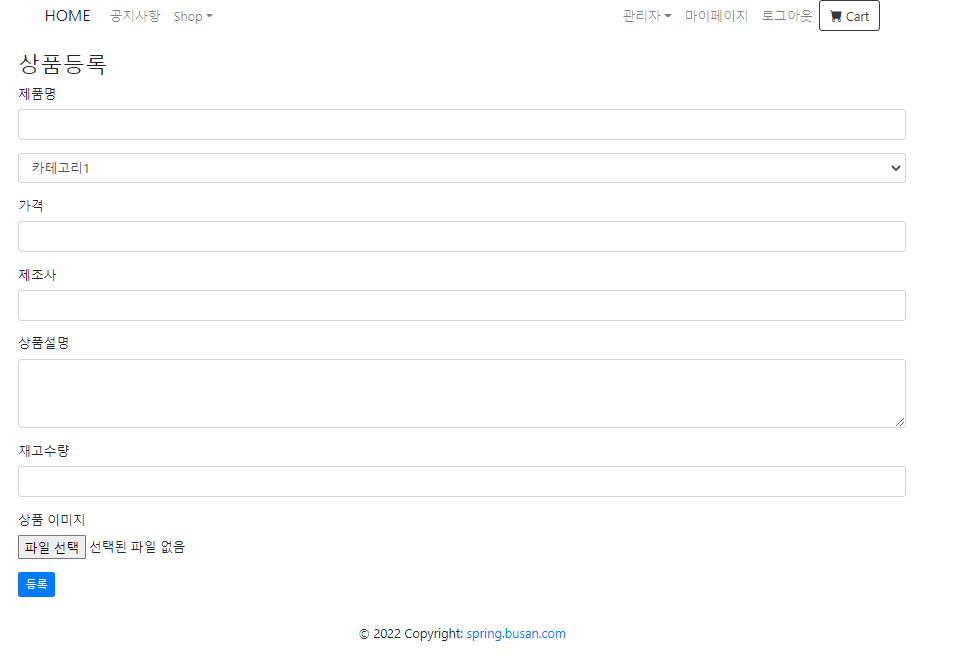 HOME 공지사항 Shop 관리자 마이페이지 로그아웃 Cart
상품등록
제품명
카테고리1
가격
제조사
상품설명
재고수량
상품 이미지
파일 선택 선택된 파일 없음
등록
© 2022 Copyright: spring.busan.com